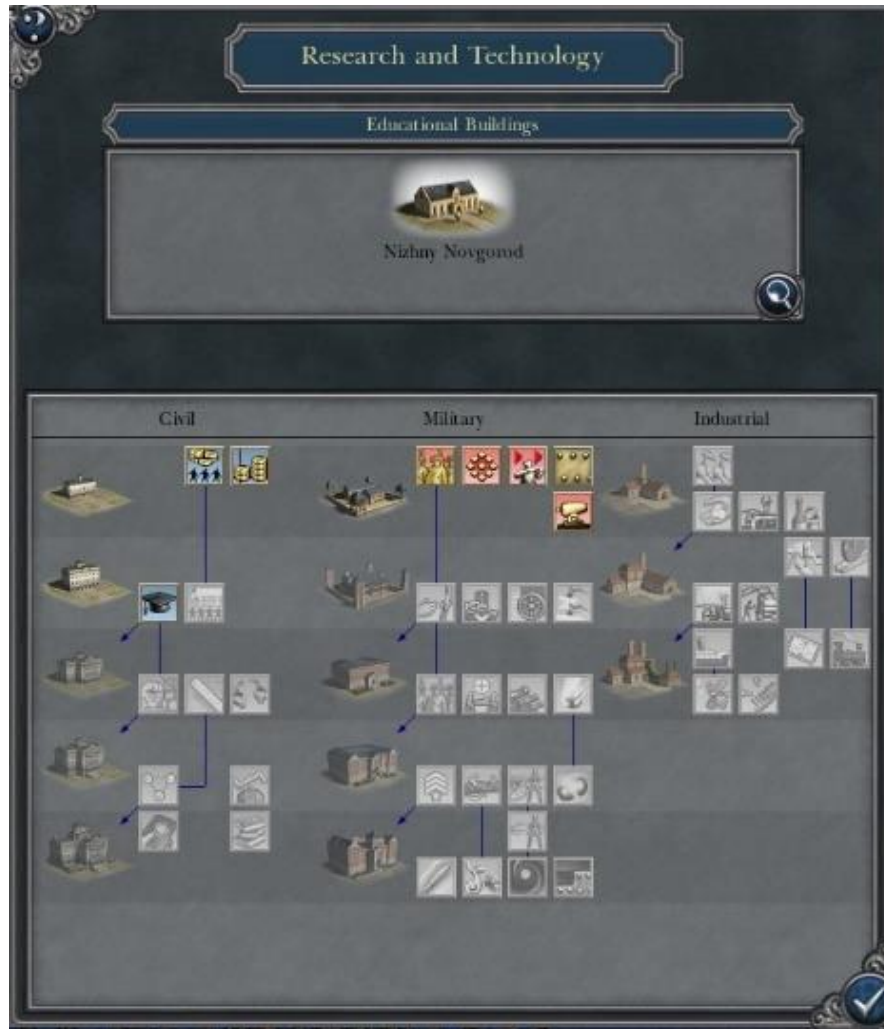 Research and Technology
Educational Buildings
Nizhny Novgorod
Civil
Military
Industrial